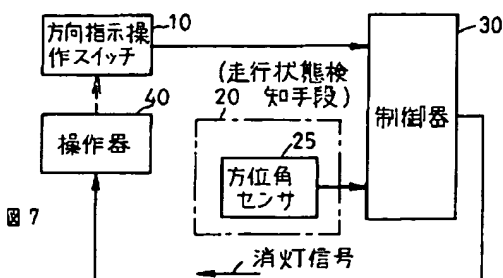 方向指示操
作スイッチ
10
30
(走行状態検
知手段)
20
40
操作器
制御器
25
方位角
センサ
図7
消灯信号